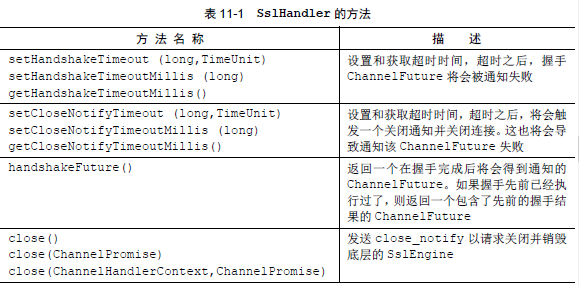 表 11-1 SslHandler 的方法
方 法 名 称
描 述
setHandshakeTimeout (long,TimeUnit)
setHandshakeTimeoutMillis (long)
getHandshakeTimeoutMillis()
设置和获取超时时间，超时之后，握手
ChannelFuture 将会被通知失败
setCloseNotifyTimeout (long,TimeUnit)
setCloseNotifyTimeoutMillis (long)
getCloseNotifyTimeoutMillis()
设置和获取超时时间，超时之后，将会触
发一个关闭通知并关闭连接。这也将会导
致通知该 ChannelFuture 失败
handshakeFuture()
返回一个在握手完成后将会得到通知的
ChannelFuture。如果握手先前已经执
行过了，则返回一个包含了先前的握手结
果的 ChannelFuture
close()
close(ChannelPromise)
close(ChannelHandlerContext,ChannelPromise)
发送 close_notify 以请求关闭并销毁
底层的 SslEngine